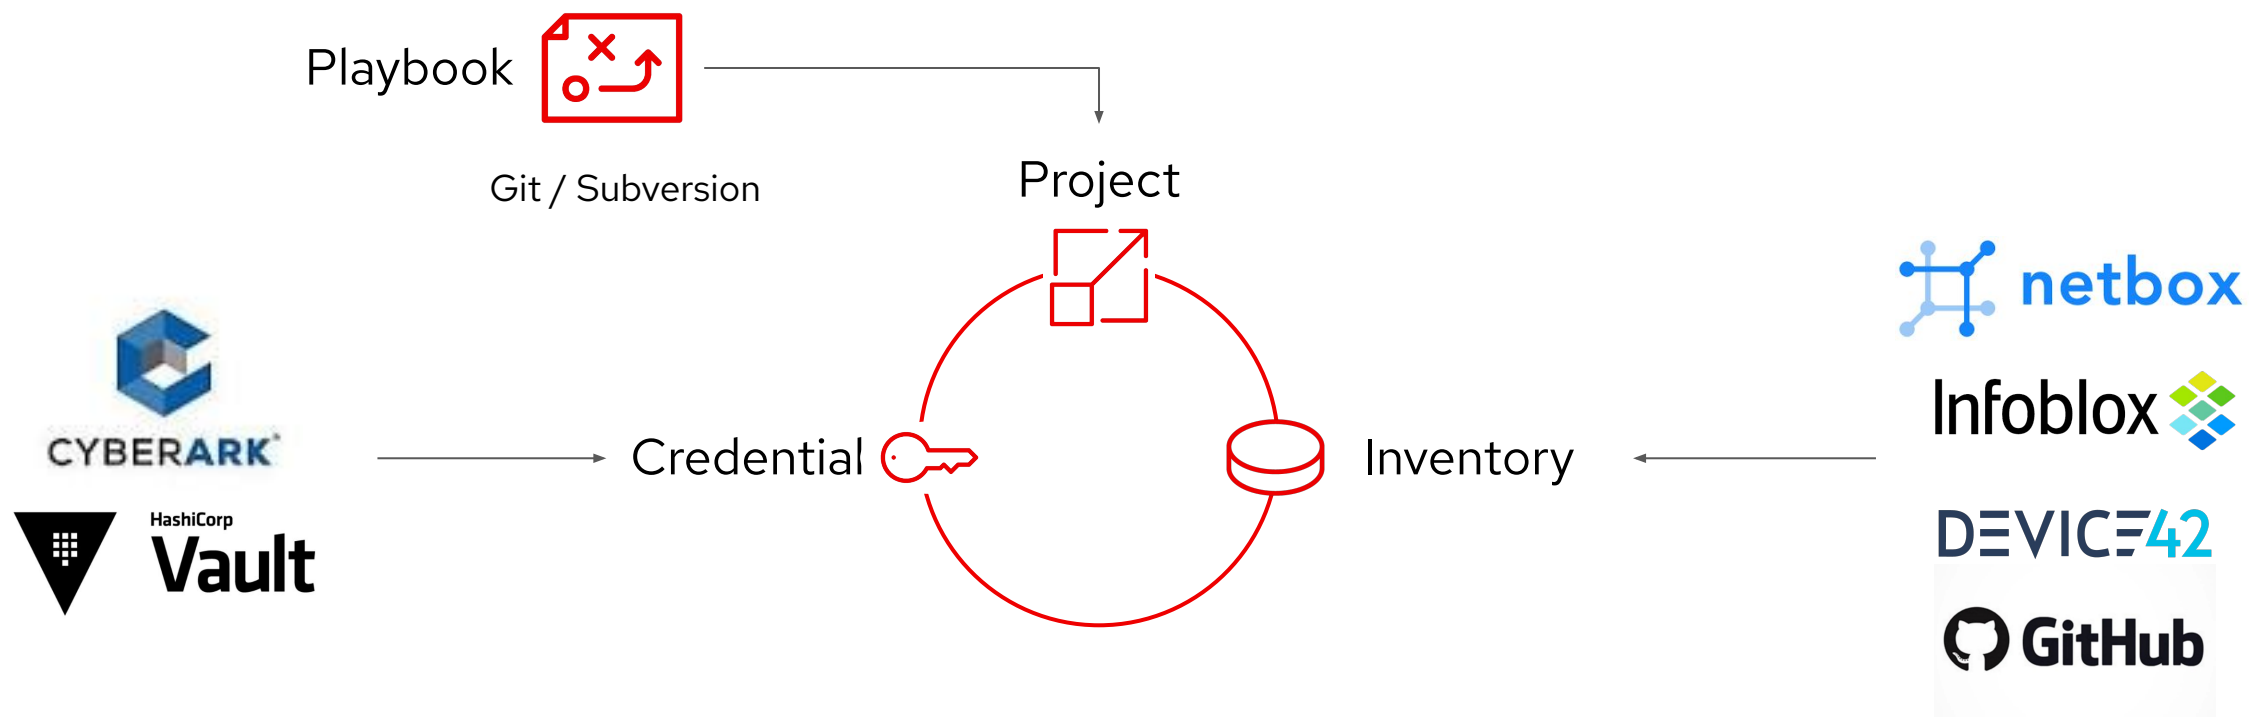 Playbook
Git / Subversion
Project
CYBERARK®
HashiCorp
Vault
Credential
Inventory
netbox
Infoblox
DEVICE42
GitHub